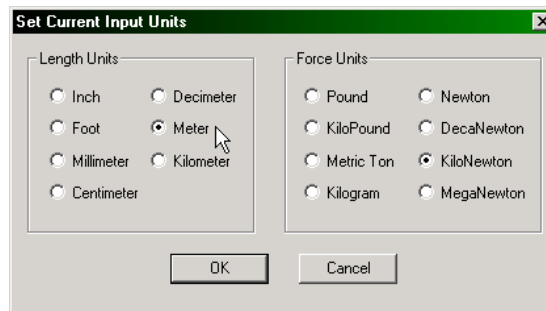 Set Current Input Units
Length Units
Inch
Decimeter
Foot
Meter
Millimeter
Kilometer
Centimeter
Force Units
Pound
Newton
KiloPound
DecaNewton
Metric Ton
KiloNewton
Kilogram
MegaNewton
OK
Cancel